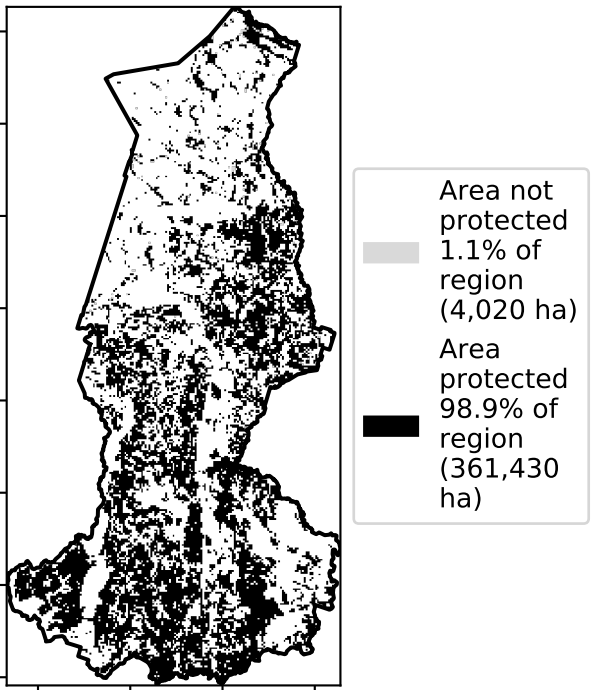 Area not
protected
1.1% of
region
(4,020 ha)
Area
protected
98.9% of
region
(361,430
ha)